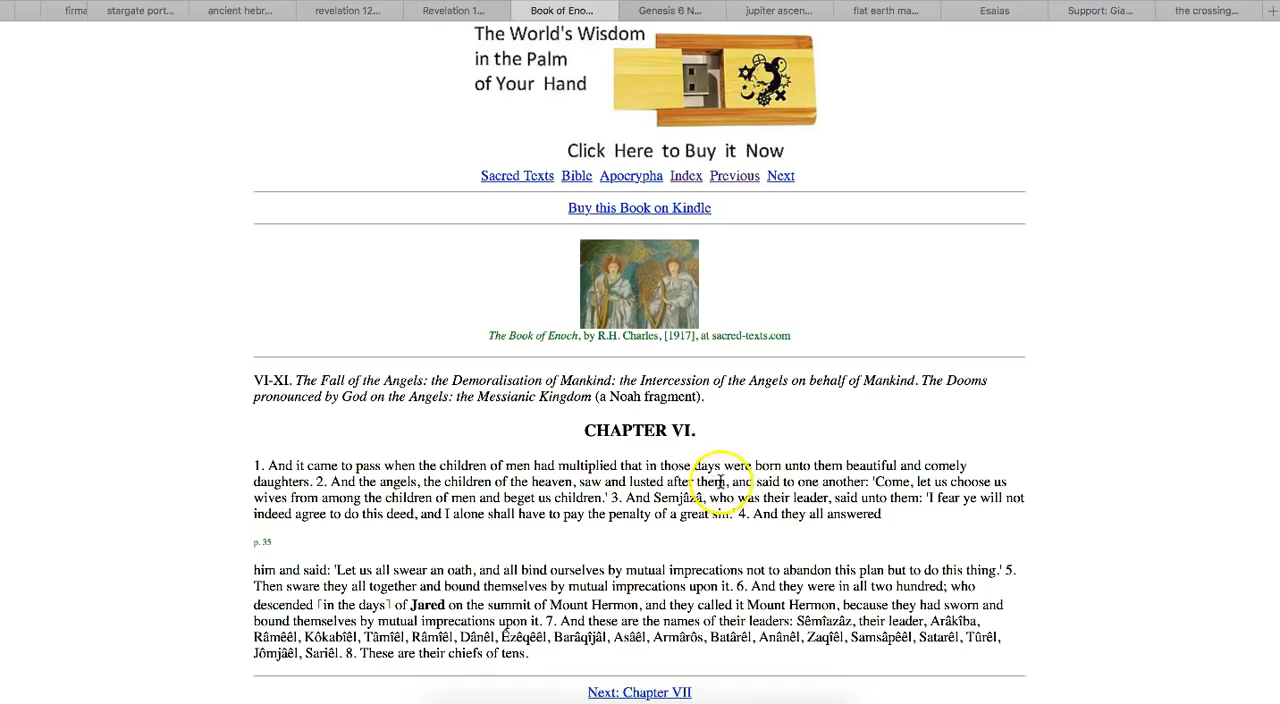 firma
stargate port...
ancient hebr...
revelation 12...
Revelation 1...
Book of Eno...
Genesis 6 N...
jupiter ascen...
flat earth ma...
Esaias
Support: Gia...
the crossing...
The World's Wisdom
in the Palm
of Your Hand
Click Here to Buy it Now
Sacred Texts Bible Apocrypha Index Previous Next
Buy this Book on Kindle
The Book of Enoch, by R.H. Charles, [1917], at sacred-texts.com
VI-XI. The Fall of the Angels: the Demoralisation of Mankind: the Intercession of the Angels on behalf of Mankind. The Dooms
pronounced by God on the Angels: the Messianic Kingdom (a Noah fragment).
CHAPTER VI.
1. And it came to pass when the children of men had multiplied that in those days were born unto them beautiful and comely
daughters. 2. And the angels, the children of the heaven, saw and lusted after them, and said to one another: 'Come, let us choose us
wives from among the children of men and beget us children.' 3. And Semjâzâ, who was their leader, said unto them: 'I fear ye will not
indeed agree to do this deed, and I alone shall have to pay the penalty of a great sin.' 4. And they all answered
p. 35
him and said: 'Let us all swear an oath, and all bind ourselves by mutual imprecations not to abandon this plan but to do this thing.' 5.
Then sware they all together and bound themselves by mutual imprecations upon it. 6. And they were in all two hundred; who
descended ⌈in the days⌉ of Jared on the summit of Mount Hermon, and they called it Mount Hermon, because they had sworn and
bound themselves by mutual imprecations upon it. 7. And these are the names of their leaders: Sêmîazâz, their leader, Arâkîba,
Râmêêl, Kôkabîêl, Tâmîêl, Râmîêl, Dânêl, Êzêqêêl, Barâqîjâl, Asâêl, Armârôs, Batârêl, Anânêl, Zaqîêl, Samsâpêêl, Satarêl, Tûrêl,
Jômjâêl, Sariêl. 8. These are their chiefs of tens.
Next: Chapter VII